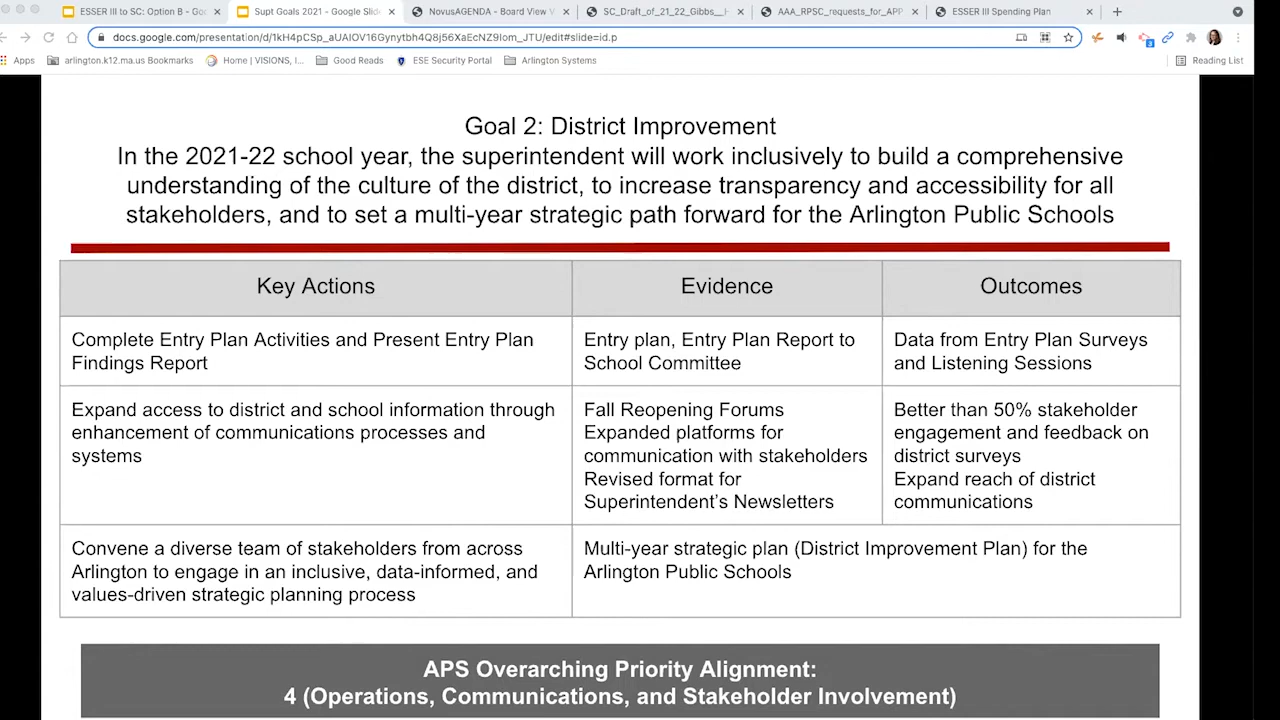 ESSER III to SC: Option B - Goo
Supt Goals 2021 - Google Slide
NovusAGENDA - Board View V
SC_Draft_of_21_22_Gibbs__H
AAA_RPSC_requests_for_APP
ESSER III Spending Plan
docs.google.com/presentation/d/1kH4pCSp_aUAIOV16Gynytbh4Q8j56XaEcNZ9Iom_JTU/edit#slide=id.p
3
Apps
arlington.k12.ma.us Bookmarks
Home | VISIONS, I...
Good Reads
ESE Security Portal
Arlington Systems
Reading List
Goal 2: District Improvement
In the 2021-22 school year, the superintendent will work inclusively to build a comprehensive
understanding of the culture of the district, to increase transparency and accessibility for all
stakeholders, and to set a multi-year strategic path forward for the Arlington Public Schools
Key Actions
Evidence
Outcomes
Complete Entry Plan Activities and Present Entry Plan
Findings Report
Entry plan, Entry Plan Report to
School Committee
Data from Entry Plan Surveys
and Listening Sessions
Expand access to district and school information through
enhancement of communications processes and
systems
Fall Reopening Forums
Expanded platforms for
communication with stakeholders
Revised format for
Superintendent's Newsletters
Better than 50% stakeholder
engagement and feedback on
district surveys
Expand reach of district
communications
Convene a diverse team of stakeholders from across
Arlington to engage in an inclusive, data-informed, and
values-driven strategic planning process
Multi-year strategic plan (District Improvement Plan) for the
Arlington Public Schools
APS Overarching Priority Alignment:
4 (Operations, Communications, and Stakeholder Involvement)